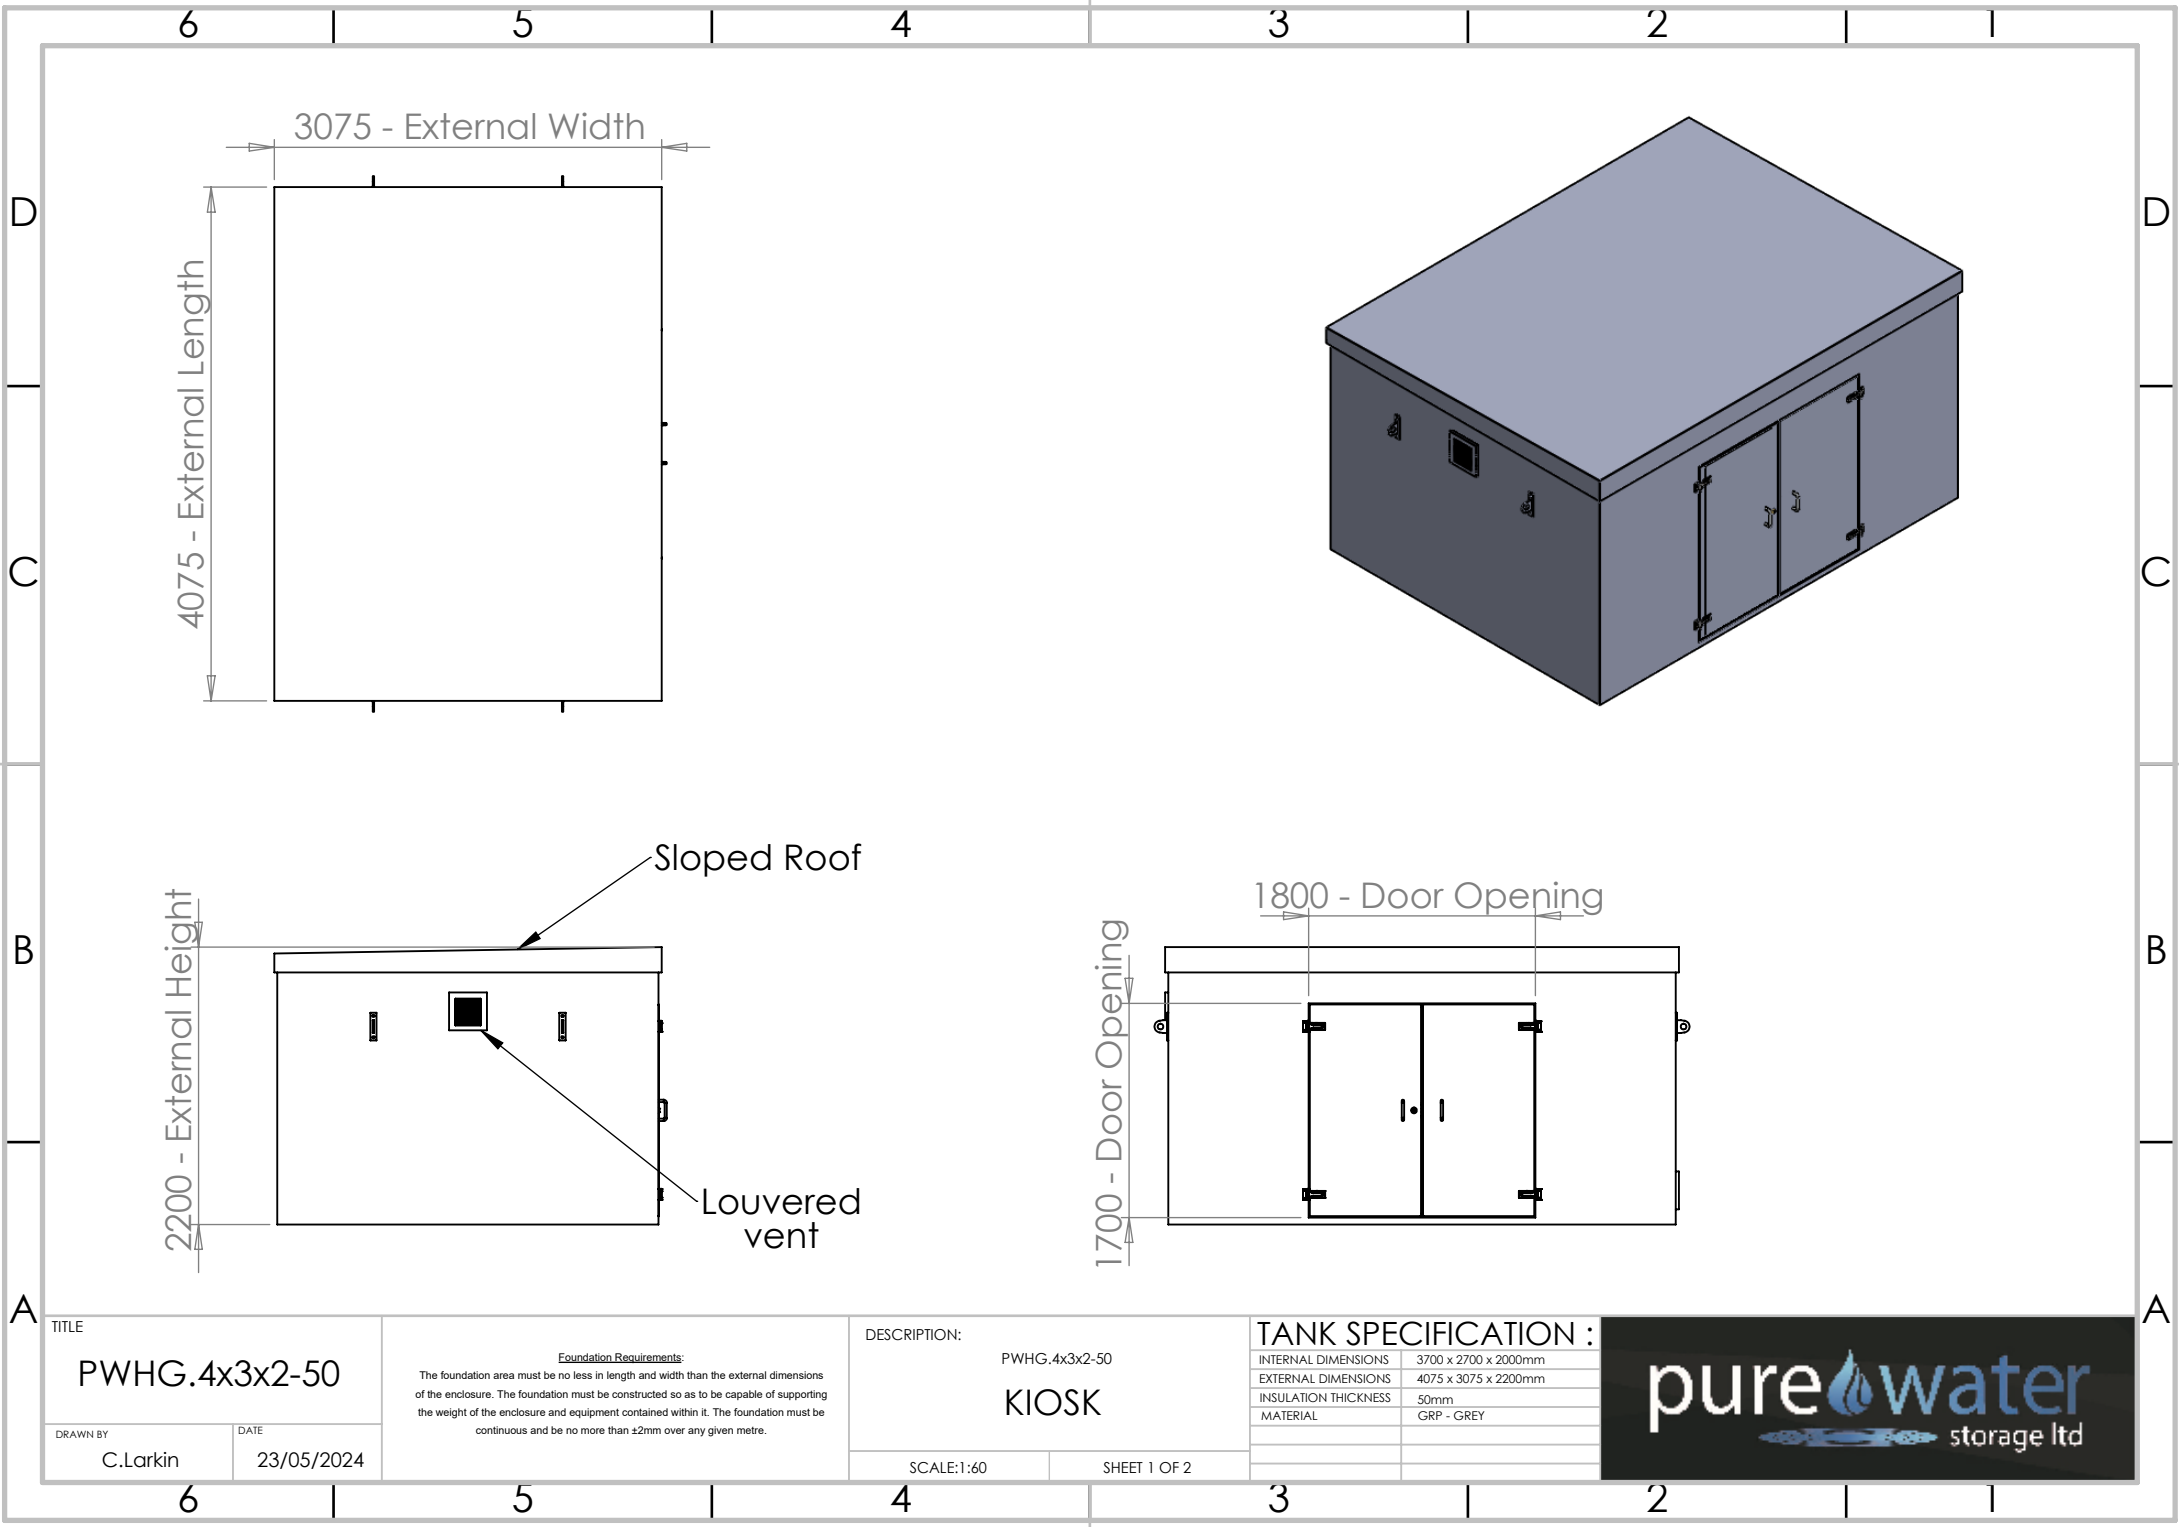 6 5 4 3 2 1
D D
C C
B B
A A
3075 - External Width
4075 - External Length
Sloped Roof
2200 - External Height
Louvered
vent
1800 - Door Opening
1700 - Door Opening
TITLE
PWHG.4x3x2-50
DRAWN BY
C.Larkin
DATE
23/05/2024
Foundation Requirements:
The foundation area must be no less in length and width than the external dimensions
of the enclosure. The foundation must be constructed so as to be capable of supporting
the weight of the enclosure and equipment contained within it. The foundation must be
continuous and be no more than ±2mm over any given metre.
DESCRIPTION:
PWHG.4x3x2-50
KIOSK
SCALE:1:60
SHEET 1 OF 2
TANK SPECIFICATION :
INTERNAL DIMENSIONS 3700 x 2700 x 2000mm
EXTERNAL DIMENSIONS 4075 x 3075 x 2200mm
INSULATION THICKNESS 50mm
MATERIAL GRP - GREY
pure water
storage ltd
6 5 4 3 2 1